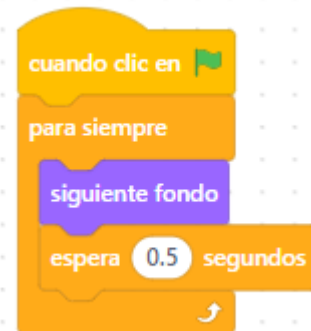 cuando clic en
para siempre
siguiente fondo
espera 0.5 segundos